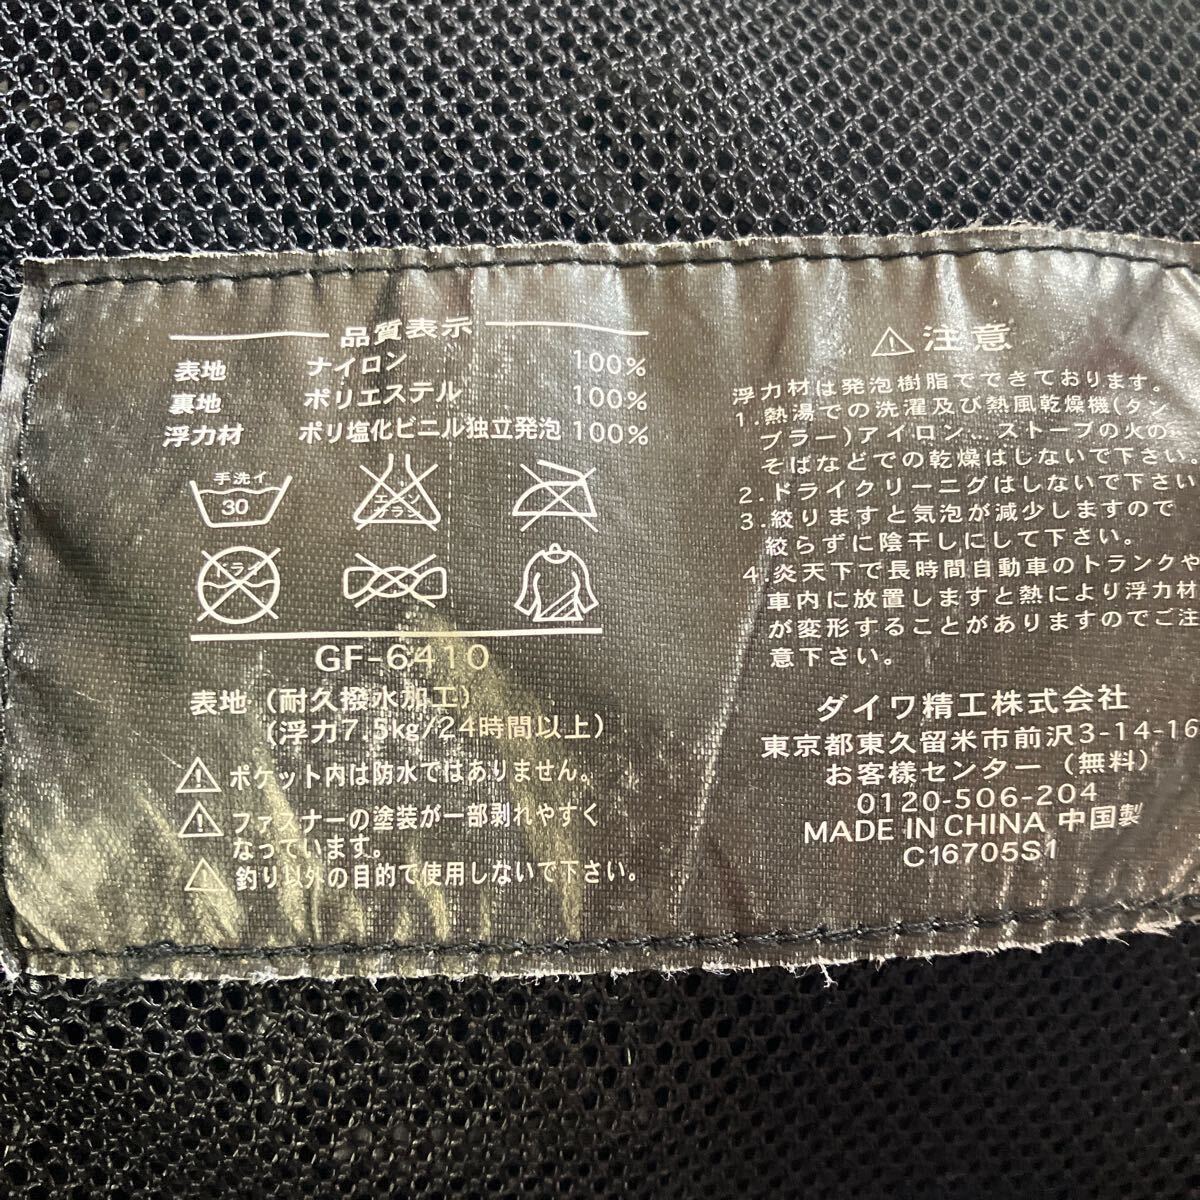 品質表示
表地 ナイロン 100%
裏地 ポリエステル 100%
浮力材 ポリ塩化ビニル独立発泡 100%
手洗イ
30
エンソ
サラシ
ドライ
GF-6410
表地(耐久撥水加工)
(浮力7.5kg/24時間以上)
⚠ポケット内は防水ではありません。
⚠ファスナーの塗装が一部剥れやすく
なっています。
⚠釣り以外の目的で使用しないで下さい。
⚠注意
浮力材は発泡樹脂でできております。
1.熱湯での洗濯及び熱風乾燥機(タン
ブラー)アイロン、ストーブの火の
そばなどでの乾燥はしないで下さい。
2.ドライクリーニングはしないで下さい
3.絞りますと気泡が減少しますので
絞らずに陰干しにして下さい。
4.炎天下で長時間自動車のトランクや
車内に放置しますと熱により浮力材
が変形することがありますのでご注
意下さい。
ダイワ精工株式会社
東京都東久留米市前沢3-14-16
お客様センター(無料)
0120-506-204
MADE IN CHINA 中国製
C16705S1